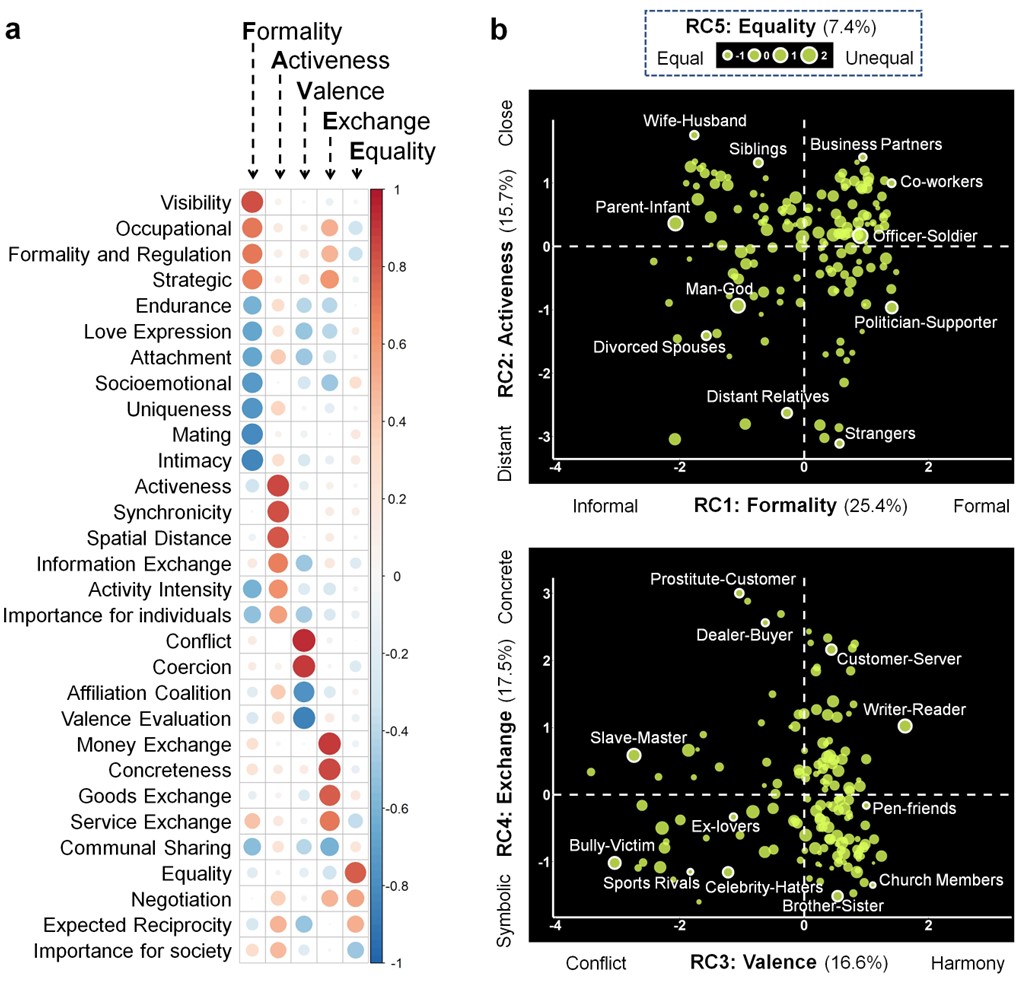 a
Formality
Activeness
Valence
Exchange
Equality
Visibility
Occupational
Formality and Regulation
Strategic
Endurance
Love Expression
Attachment
Socioemotional
Uniqueness
Mating
Intimacy
Activeness
Synchronicity
Spatial Distance
Information Exchange
Activity Intensity
Importance for individuals
Conflict
Coercion
Affiliation Coalition
Valence Evaluation
Money Exchange
Concreteness
Goods Exchange
Service Exchange
Communal Sharing
Equality
Negotiation
Expected Reciprocity
Importance for society
1
0.8
0.6
0.4
0.2
0
-0.2
-0.4
-0.6
-0.8
-1
b
RC5: Equality (7.4%)
Equal -1 0 1 2 Unequal
Close
RC2: Activeness (15.7%)
Distant
1
0
-1
-2
-3
Wife-Husband
Siblings
Business Partners
Co-workers
Parent-Infant
Officer-Soldier
Man-God
Politician-Supporter
Divorced Spouses
Distant Relatives
Strangers
-4 -2 0 2
Informal RC1: Formality (25.4%) Formal
Concrete
RC4: Exchange (17.5%)
Symbolic
3
2
1
0
-1
Prostitute-Customer
Dealer-Buyer
Customer-Server
Writer-Reader
Slave-Master
Pen-friends
Ex-lovers
Bully-Victim
Sports Rivals
Celebrity-Haters
Church Members
Brother-Sister
-4 -2 0 2
Conflict RC3: Valence (16.6%) Harmony